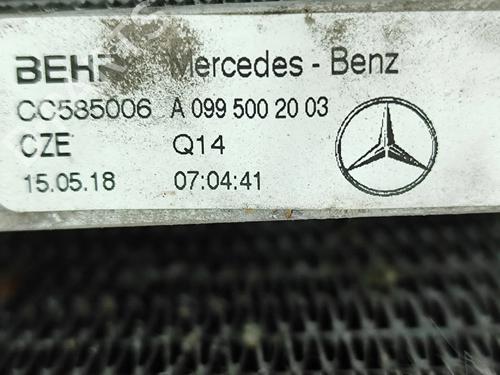 BEHR Mercedes - Benz
CC585006 A 099 500 20 03
CZE Q14
15.05.18 07:04:41